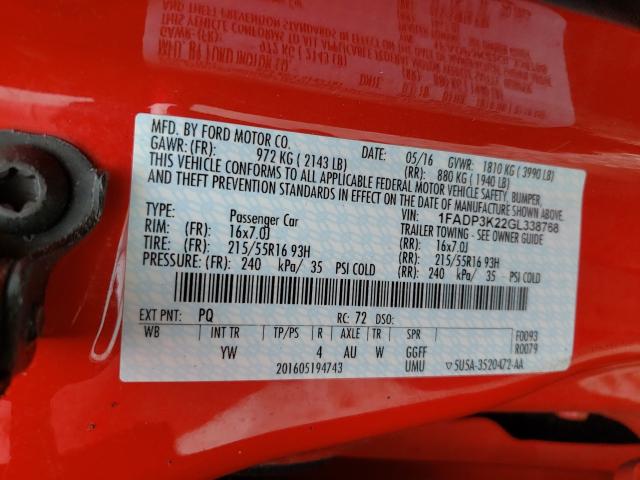 MFD. BY FORD MOTOR CO.
DATE: 05/16 GVWR: 1810 KG ( 3990 LB)
GAWR: (FR): 972 KG ( 2143 LB) (RR): 880 KG ( 1940 LB)
THIS VEHICLE CONFORMS TO ALL APPLICABLE FEDERAL MOTOR VEHICLE SAFETY, BUMPER,
AND THEFT PREVENTION STANDARDS IN EFFECT ON THE DATE OF MANUFACTURE SHOWN ABOVE.
VIN: 1FADP3K22GL338768
TYPE: Passenger Car TRAILER TOWING - SEE OWNER GUIDE
RIM: (FR): 16x7.0J (RR): 16x7.0J
TIRE: (FR): 215/55R16 93H (RR): 215/55R16 93H
PRESSURE: (FR): 240 kPa/ 35 PSI COLD (RR): 240 kPa/ 35 PSI COLD
EXT PNT: PQ RC: 72 DSO:
WB INT TR TP/PS R AXLE TR SPR F0093
YW 4 AU W GGFF R0079
201605194743 UMU ▽5U5A-3520472-AA